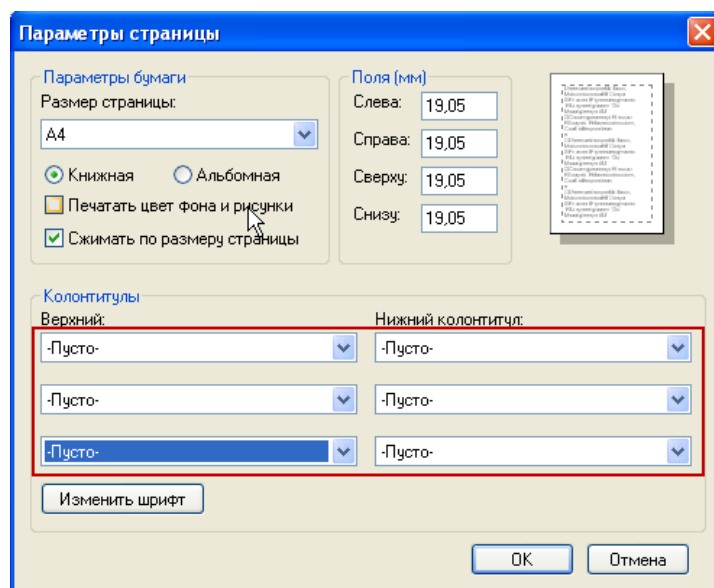 Параметры страницы
Параметры бумаги
Размер страницы:
A4
Книжная Альбомная
Печатать цвет фона и рисунки
Сжимать по размеру страницы
Поля (мм)
Слева: 19,05
Справа: 19,05
Сверху: 19,05
Снизу: 19,05
Колонтитулы
Верхний: Нижний колонтитул:
-Пусто- -Пусто-
-Пусто- -Пусто-
-Пусто- -Пусто-
Изменить шрифт
OK Отмена